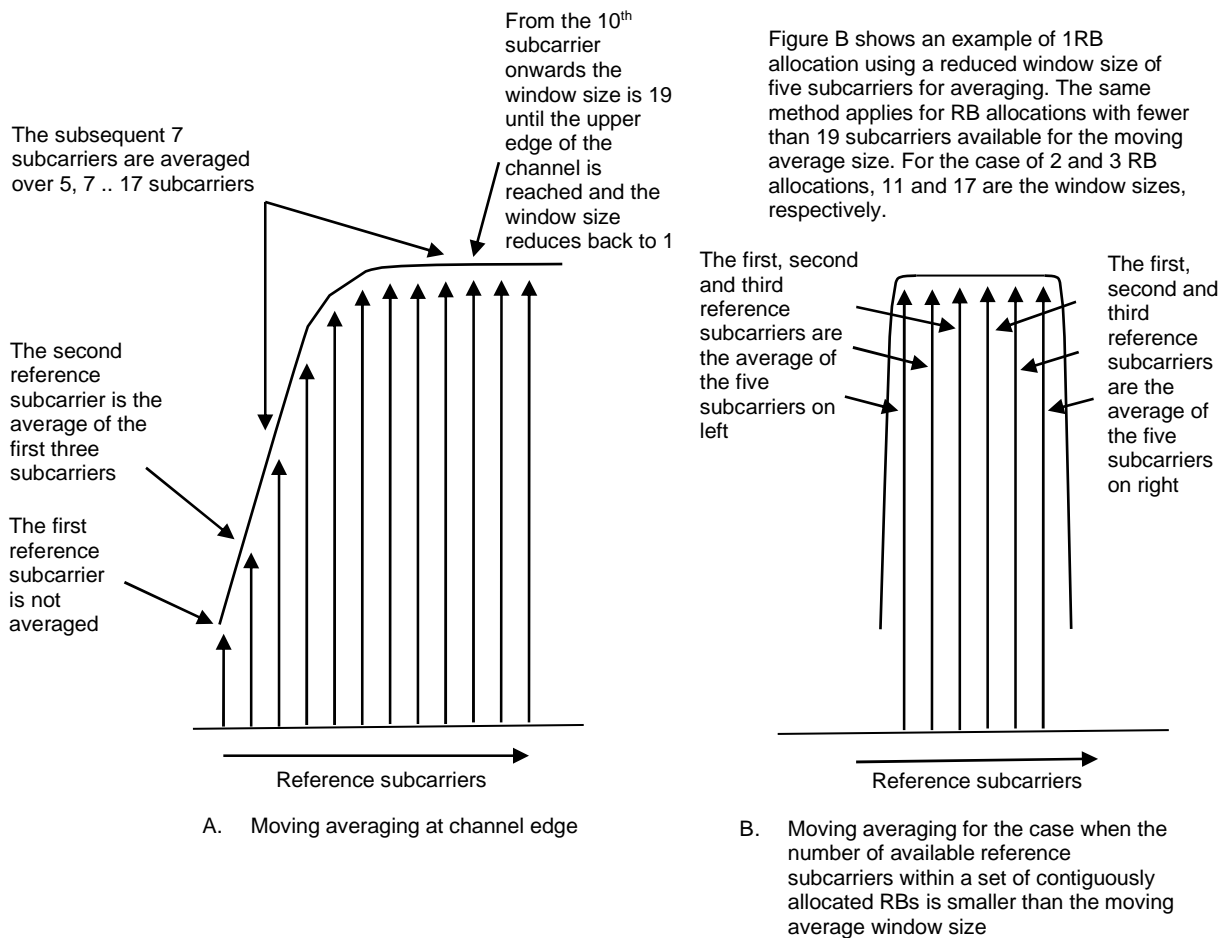 From the 10th
subcarrier
onwards the
window size is 19
until the upper
edge of the
channel is
reached and the
window size
reduces back to 1
The subsequent 7
subcarriers are averaged
over 5, 7 .. 17 subcarriers
The second
reference
subcarrier is the
average of the
first three
subcarriers
The first
reference
subcarrier
is not
averaged
Reference subcarriers
A. Moving averaging at channel edge
Figure B shows an example of 1RB
allocation using a reduced window size of
five subcarriers for averaging. The same
method applies for RB allocations with fewer
than 19 subcarriers available for the moving
average size. For the case of 2 and 3 RB
allocations, 11 and 17 are the window sizes,
respectively.
The first, second
and third
reference
subcarriers are
the average of
the five
subcarriers on
left
The first,
second and
third
reference
subcarriers
are the
average of
the five
subcarriers
on right
Reference subcarriers
B. Moving averaging for the case when the
number of available reference
subcarriers within a set of contiguously
allocated RBs is smaller than the moving
average window size